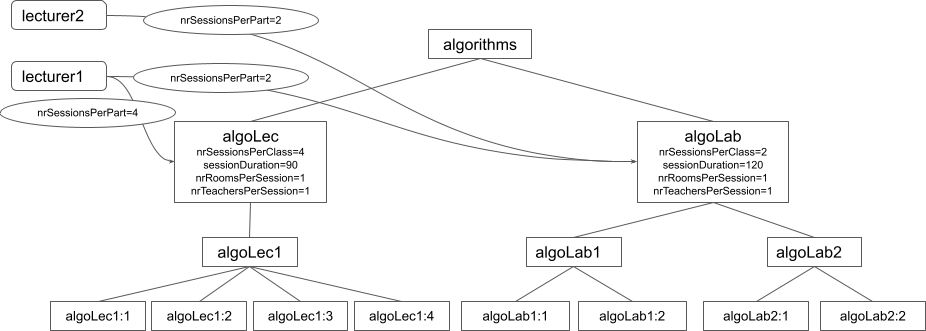 lecturer2
nrSessionsPerPart=2
algorithms
lecturer1
nrSessionsPerPart=2
nrSessionsPerPart=4
algoLec
nrSessionsPerClass=4
sessionDuration=90
nrRoomsPerSession=1
nrTeachersPerSession=1
algoLab
nrSessionsPerClass=2
sessionDuration=120
nrRoomsPerSession=1
nrTeachersPerSession=1
algoLec1
algoLab1
algoLab2
algoLec1:1
algoLec1:2
algoLec1:3
algoLec1:4
algoLab1:1
algoLab1:2
algoLab2:1
algoLab2:2